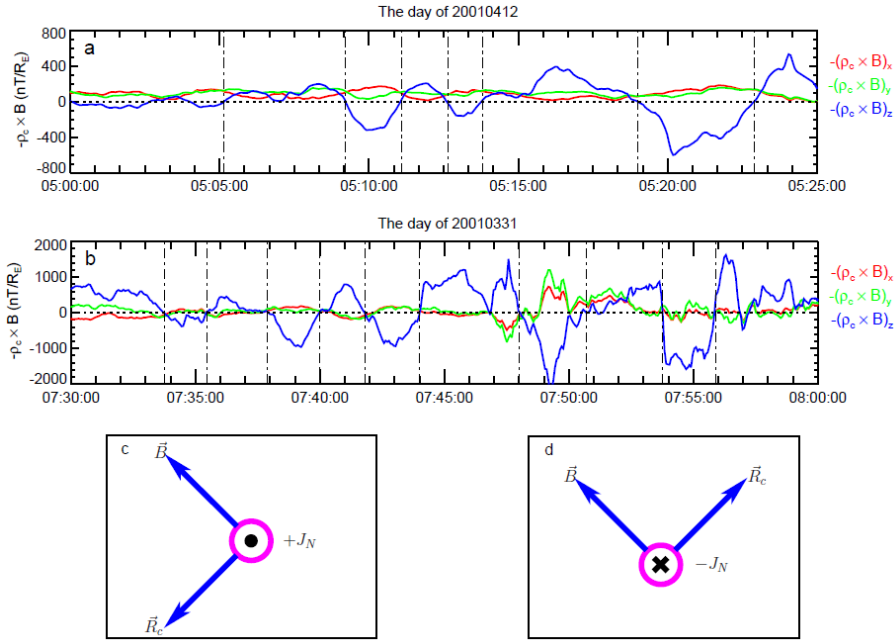 The day of 20010412
a
-ρc × B (nT/RE)
800
400
0
-400
-800
05:00:00 05:05:00 05:10:00 05:15:00 05:20:00 05:25:00
-(ρc × B)x
-(ρc × B)y
-(ρc × B)z
The day of 20010331
b
-ρc × B (nT/RE)
2000
1000
0
-1000
-2000
07:30:00 07:35:00 07:40:00 07:45:00 07:50:00 07:55:00 08:00:00
-(ρc × B)x
-(ρc × B)y
-(ρc × B)z
c
B⃗
+JN
R⃗c
d
B⃗ R⃗c
−JN